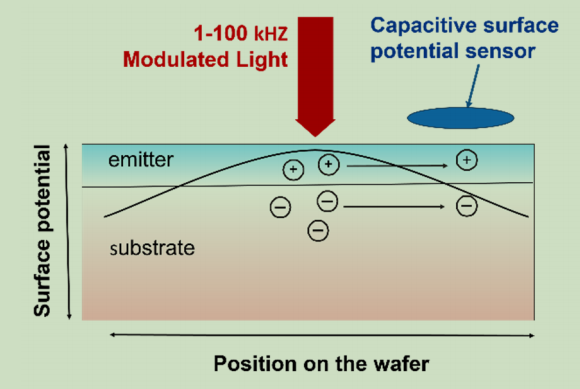 1-100 kHZ
Modulated Light
Capacitive surface
potential sensor
emitter
+
+
+
−
−
−
−
substrate
Surface potential
Position on the wafer